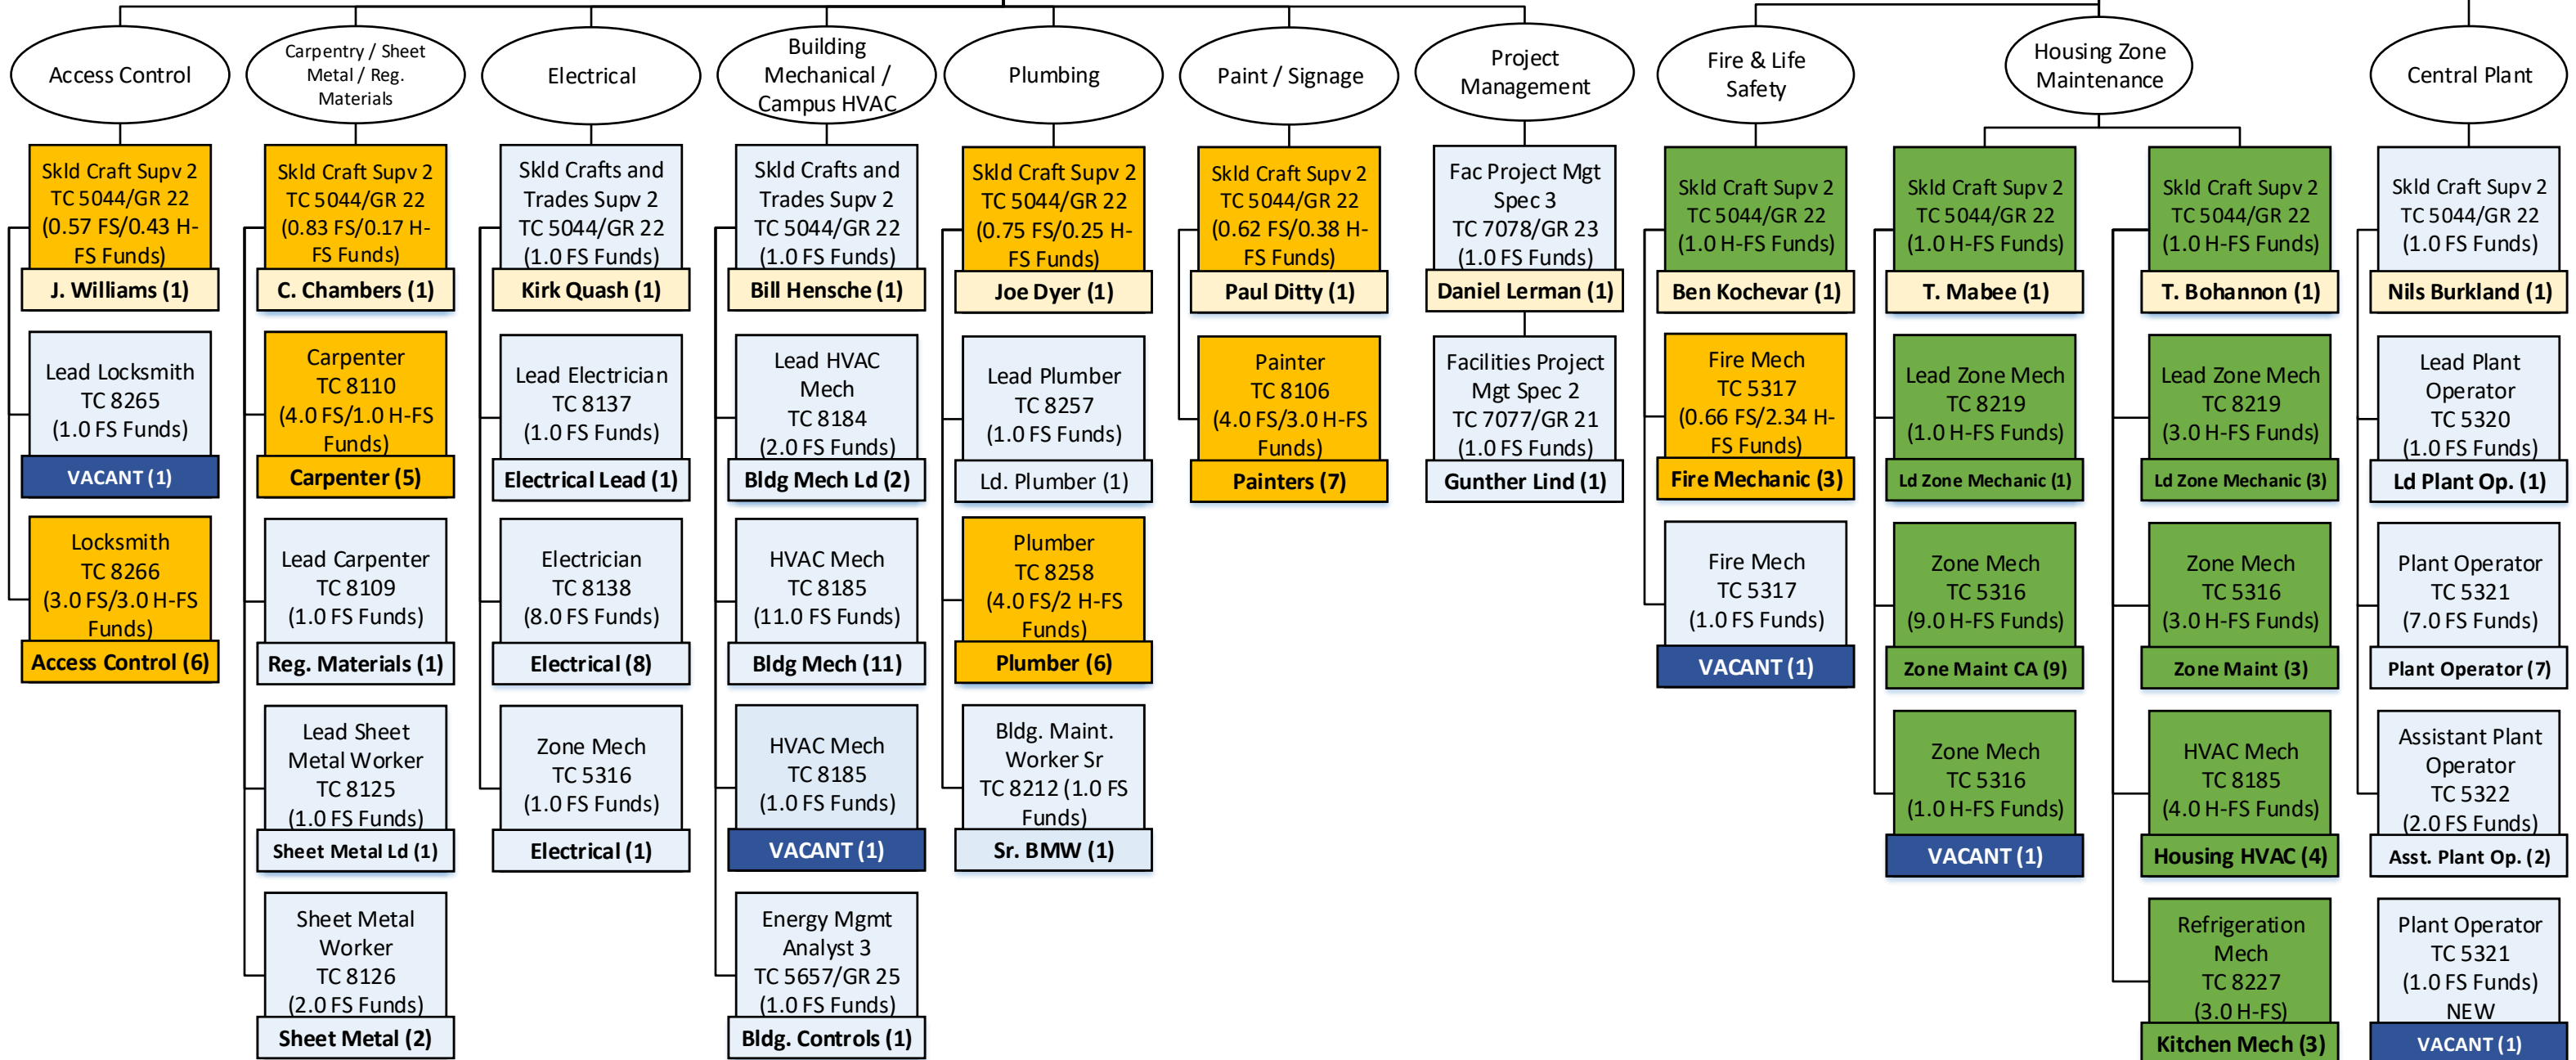 Access Control
Skld Craft Supv 2
TC 5044/GR 22
(0.57 FS/0.43 H-
FS Funds)
J. Williams (1)
Lead Locksmith
TC 8265
(1.0 FS Funds)
VACANT (1)
Locksmith
TC 8266
(3.0 FS/3.0 H-FS
Funds)
Access Control (6)
Carpentry / Sheet
Metal / Reg.
Materials
Skld Craft Supv 2
TC 5044/GR 22
(0.83 FS/0.17 H-
FS Funds)
C. Chambers (1)
Carpenter
TC 8110
(4.0 FS/1.0 H-FS
Funds)
Carpenter (5)
Lead Carpenter
TC 8109
(1.0 FS Funds)
Reg. Materials (1)
Lead Sheet
Metal Worker
TC 8125
(1.0 FS Funds)
Sheet Metal Ld (1)
Sheet Metal
Worker
TC 8126
(2.0 FS Funds)
Sheet Metal (2)
Electrical
Skld Crafts and
Trades Supv 2
TC 5044/GR 22
(1.0 FS Funds)
Kirk Quash (1)
Lead Electrician
TC 8137
(1.0 FS Funds)
Electrical Lead (1)
Electrician
TC 8138
(8.0 FS Funds)
Electrical (8)
Zone Mech
TC 5316
(1.0 FS Funds)
Electrical (1)
Building
Mechanical /
Campus HVAC
Skld Crafts and
Trades Supv 2
TC 5044/GR 22
(1.0 FS Funds)
Bill Hensche (1)
Lead HVAC
Mech
TC 8184
(2.0 FS Funds)
Bldg Mech Ld (2)
HVAC Mech
TC 8185
(11.0 FS Funds)
Bldg Mech (11)
HVAC Mech
TC 8185
(1.0 FS Funds)
VACANT (1)
Energy Mgmt
Analyst 3
TC 5657/GR 25
(1.0 FS Funds)
Bldg. Controls (1)
Plumbing
Skld Craft Supv 2
TC 5044/GR 22
(0.75 FS/0.25 H-
FS Funds)
Joe Dyer (1)
Lead Plumber
TC 8257
(1.0 FS Funds)
Ld. Plumber (1)
Plumber
TC 8258
(4.0 FS/2 H-FS
Funds)
Plumber (6)
Bldg. Maint.
Worker Sr
TC 8212 (1.0 FS
Funds)
Sr. BMW (1)
Paint / Signage
Skld Craft Supv 2
TC 5044/GR 22
(0.62 FS/0.38 H-
FS Funds)
Paul Ditty (1)
Painter
TC 8106
(4.0 FS/3.0 H-FS
Funds)
Painters (7)
Project
Management
Fac Project Mgt
Spec 3
TC 7078/GR 23
(1.0 FS Funds)
Daniel Lerman (1)
Facilities Project
Mgt Spec 2
TC 7077/GR 21
(1.0 FS Funds)
Gunther Lind (1)
Fire & Life
Safety
Skld Craft Supv 2
TC 5044/GR 22
(1.0 H-FS Funds)
Ben Kochevar (1)
Fire Mech
TC 5317
(0.66 FS/2.34 H-
FS Funds)
Fire Mechanic (3)
Fire Mech
TC 5317
(1.0 FS Funds)
VACANT (1)
Housing Zone
Maintenance
Skld Craft Supv 2
TC 5044/GR 22
(1.0 H-FS Funds)
T. Mabee (1)
Lead Zone Mech
TC 8219
(1.0 H-FS Funds)
Ld Zone Mechanic (1)
Zone Mech
TC 5316
(9.0 H-FS Funds)
Zone Maint CA (9)
Zone Mech
TC 5316
(1.0 H-FS Funds)
VACANT (1)
Skld Craft Supv 2
TC 5044/GR 22
(1.0 H-FS Funds)
T. Bohannon (1)
Lead Zone Mech
TC 8219
(3.0 H-FS Funds)
Ld Zone Mechanic (3)
Zone Mech
TC 5316
(3.0 H-FS Funds)
Zone Maint (3)
HVAC Mech
TC 8185
(4.0 H-FS Funds)
Housing HVAC (4)
Refrigeration
Mech
TC 8227
(3.0 H-FS)
Kitchen Mech (3)
Central Plant
Skld Craft Supv 2
TC 5044/GR 22
(1.0 FS Funds)
Nils Burkland (1)
Lead Plant
Operator
TC 5320
(1.0 FS Funds)
Ld Plant Op. (1)
Plant Operator
TC 5321
(7.0 FS Funds)
Plant Operator (7)
Assistant Plant
Operator
TC 5322
(2.0 FS Funds)
Asst. Plant Op. (2)
Plant Operator
TC 5321
(1.0 FS Funds)
NEW
VACANT (1)